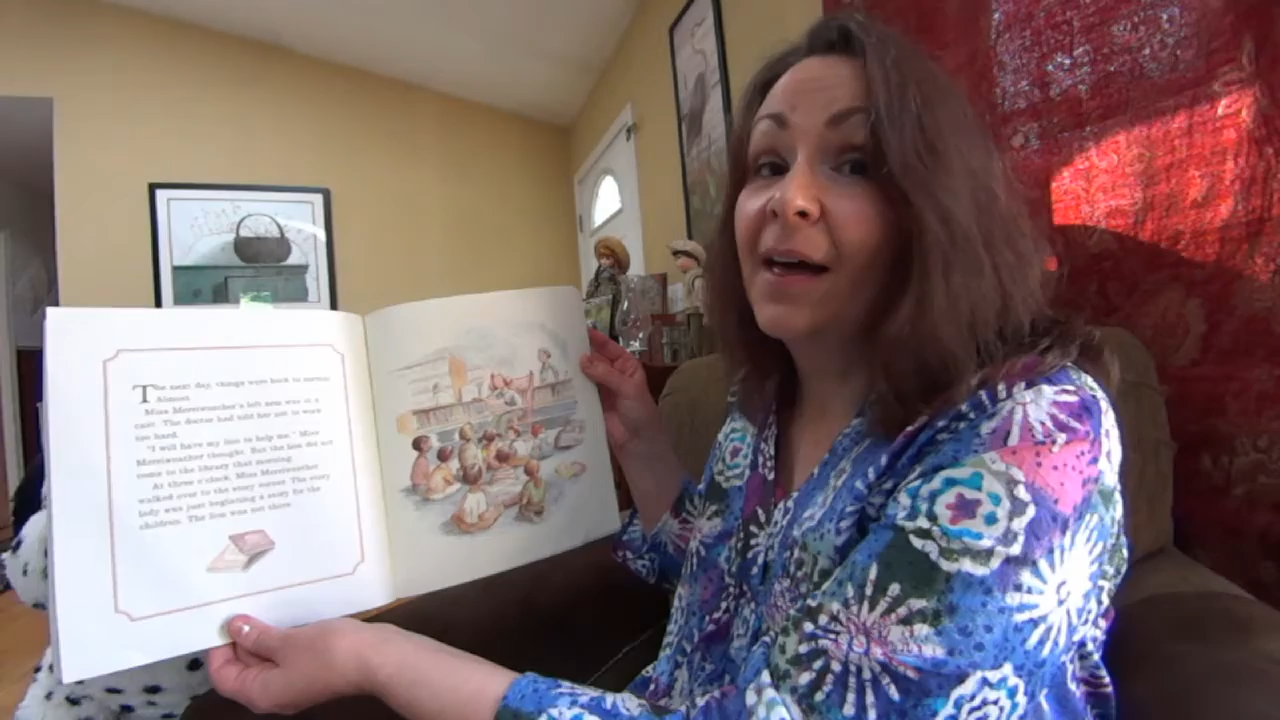 The next day, things were back to normal.
Almost.
Miss Merriweather's left arm was in a
cast. The doctor had told her not to work
too hard.
"I will have my lion to help me," Miss
Merriweather thought. But the lion did not
come to the library that morning.
At three o'clock, Miss Merriweather
walked over to the story corner. The story
lady was just beginning a story for the
children. The lion was not there.